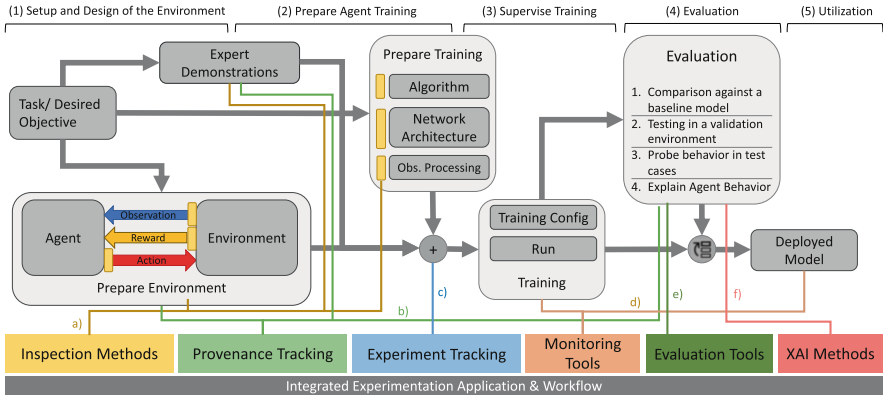 (1) Setup and Design of the Environment
(2) Prepare Agent Training
(3) Supervise Training
(4) Evaluation
(5) Utilization
Expert
Demonstrations
Task/ Desired
Objective
Prepare Training
Algorithm
Network
Architecture
Obs. Processing
Evaluation
1. Comparison against a
baseline model
2. Testing in a validation
environment
3. Probe behavior in test
cases
4. Explain Agent Behavior
Agent
Observation
Reward
Action
Environment
Prepare Environment
+
Training Config
Run
Training
Deployed
Model
a)
b)
c)
d)
e)
f)
Inspection Methods
Provenance Tracking
Experiment Tracking
Monitoring
Tools
Evaluation Tools
XAI Methods
Integrated Experimentation Application & Workflow